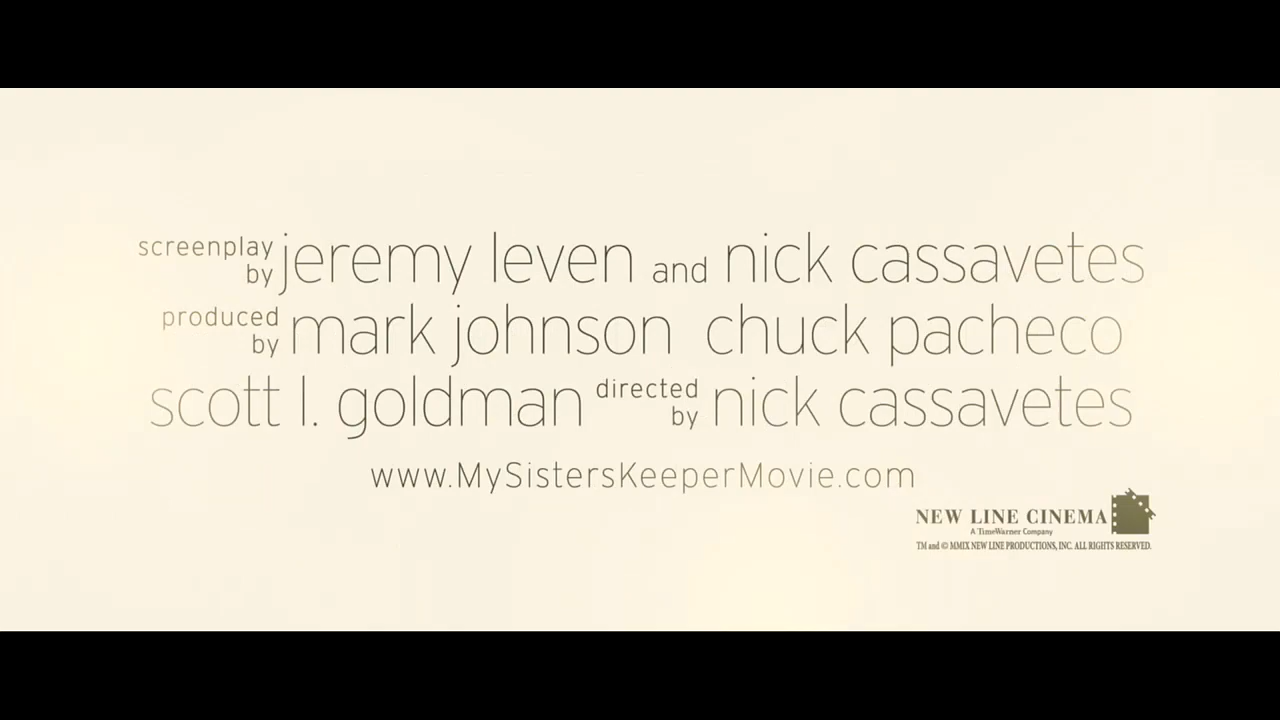 screenplay by jeremy leven and nick cassavetes
produced by mark johnson chuck pacheco
scott l. goldman directed by nick cassavetes
www.MySistersKeeperMovie.com
NEW LINE CINEMA
A TimeWarner Company
TM and © MMIX NEW LINE PRODUCTIONS, INC. ALL RIGHTS RESERVED.